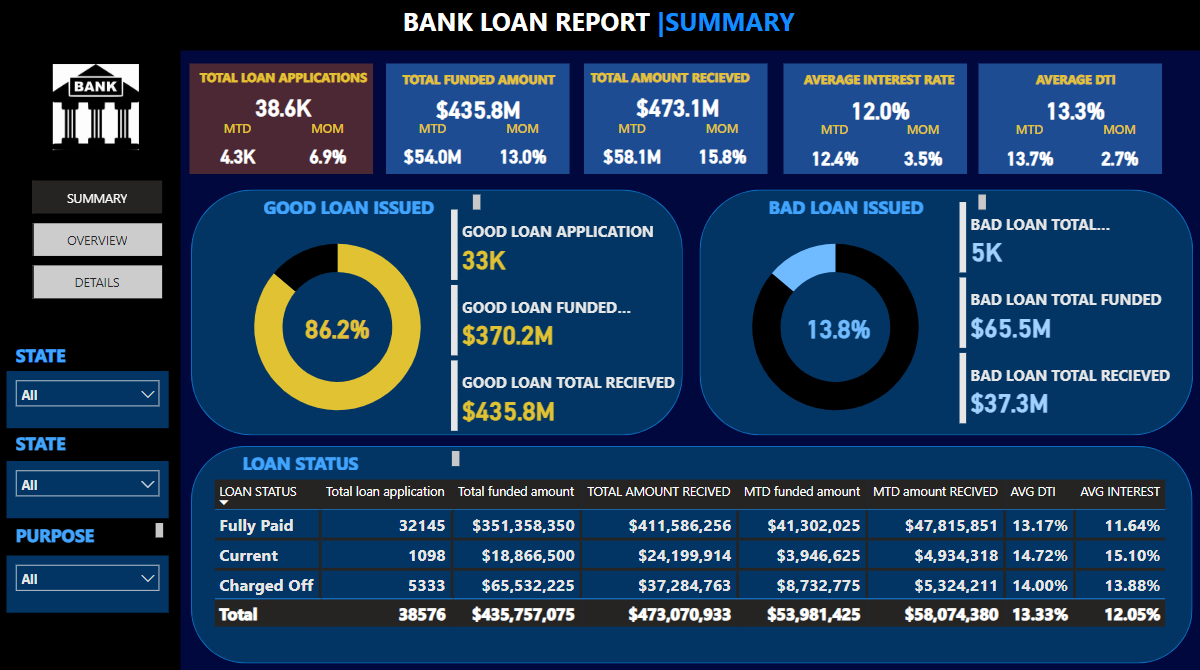 BANK LOAN REPORT |SUMMARY
BANK
SUMMARY
OVERVIEW
DETAILS
STATE
All
STATE
All
PURPOSE
All
TOTAL LOAN APPLICATIONS
38.6K
MTD MOM
4.3K 6.9%
TOTAL FUNDED AMOUNT
$435.8M
MTD MOM
$54.0M 13.0%
TOTAL AMOUNT RECIEVED
$473.1M
MTD MOM
$58.1M 15.8%
AVERAGE INTEREST RATE
12.0%
MTD MOM
12.4% 3.5%
AVERAGE DTI
13.3%
MTD MOM
13.7% 2.7%
GOOD LOAN ISSUED
86.2%
GOOD LOAN APPLICATION
33K
GOOD LOAN FUNDED...
$370.2M
GOOD LOAN TOTAL RECIEVED
$435.8M
BAD LOAN ISSUED
13.8%
BAD LOAN TOTAL...
5K
BAD LOAN TOTAL FUNDED
$65.5M
BAD LOAN TOTAL RECIEVED
$37.3M
LOAN STATUS
LOAN STATUS Total loan application Total funded amount TOTAL AMOUNT RECIVED MTD funded amount MTD amount RECIVED AVG DTI AVG INTEREST
Fully Paid 32145 $351,358,350 $411,586,256 $41,302,025 $47,815,851 13.17% 11.64%
Current 1098 $18,866,500 $24,199,914 $3,946,625 $4,934,318 14.72% 15.10%
Charged Off 5333 $65,532,225 $37,284,763 $8,732,775 $5,324,211 14.00% 13.88%
Total 38576 $435,757,075 $473,070,933 $53,981,425 $58,074,380 13.33% 12.05%